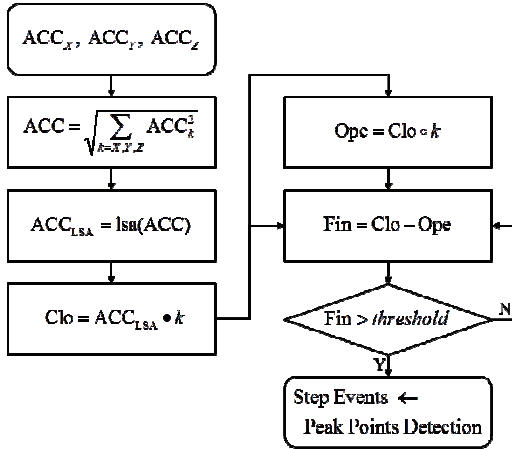 ACC_X, ACC_Y, ACC_Z
ACC = √∑_{k=X,Y,Z} ACC_k^2
ACC_LSA = lsa(ACC)
Clo = ACC_LSA • k
Ope = Clo ∘ k
Fin = Clo − Ope
Fin > threshold
N
Y
Step Events ←
Peak Points Detection